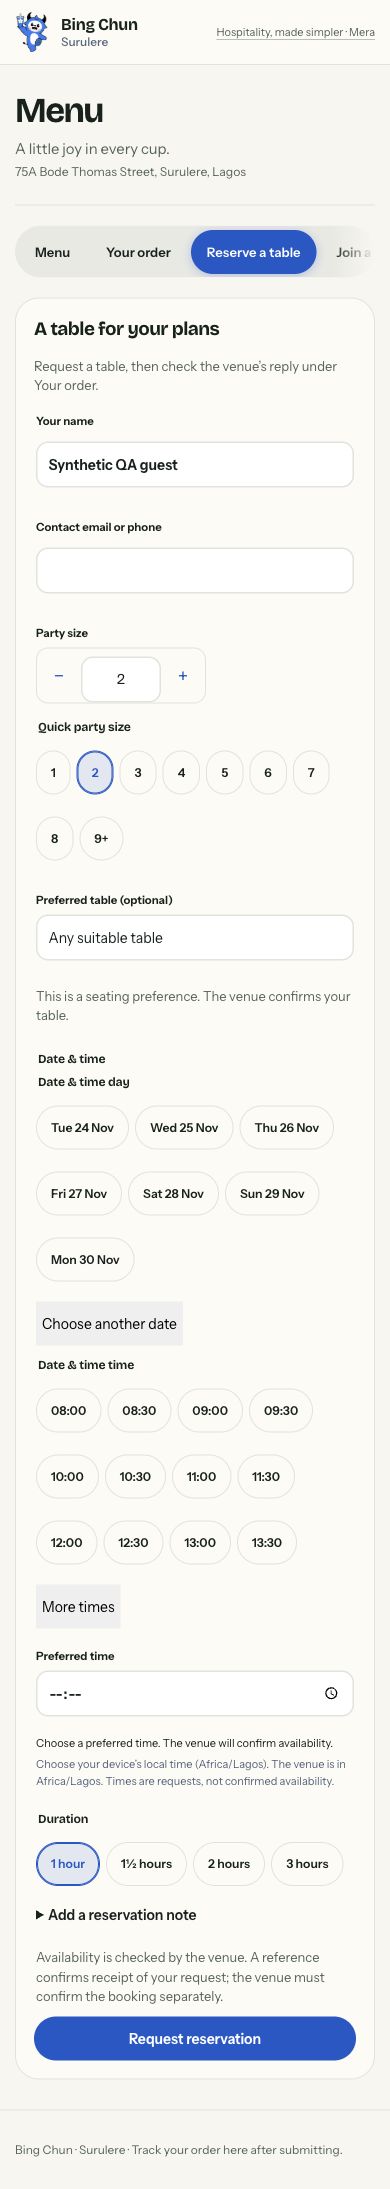 Bing Chun
Surulere
Hospitality, made simpler · Mera
Menu
A little joy in every cup.
75A Bode Thomas Street, Surulere, Lagos
Menu
Your order
Reserve a table
Join a
A table for your plans
Request a table, then check the venue's reply under
Your order.
Your name
Synthetic QA guest
Contact email or phone
Party size
− 2 +
Quick party size
1 2 3 4 5 6 7
8 9+
Preferred table (optional)
Any suitable table
This is a seating preference. The venue confirms your
table.
Date & time
Date & time day
Tue 24 Nov Wed 25 Nov Thu 26 Nov
Fri 27 Nov Sat 28 Nov Sun 29 Nov
Mon 30 Nov
Choose another date
Date & time time
08:00 08:30 09:00 09:30
10:00 10:30 11:00 11:30
12:00 12:30 13:00 13:30
More times
Preferred time
--:--
Choose a preferred time. The venue will confirm availability.
Choose your device's local time (Africa/Lagos). The venue is in
Africa/Lagos. Times are requests, not confirmed availability.
Duration
1 hour 1½ hours 2 hours 3 hours
Add a reservation note
Availability is checked by the venue. A reference
confirms receipt of your request; the venue must
confirm the booking separately.
Request reservation
Bing Chun · Surulere · Track your order here after submitting.